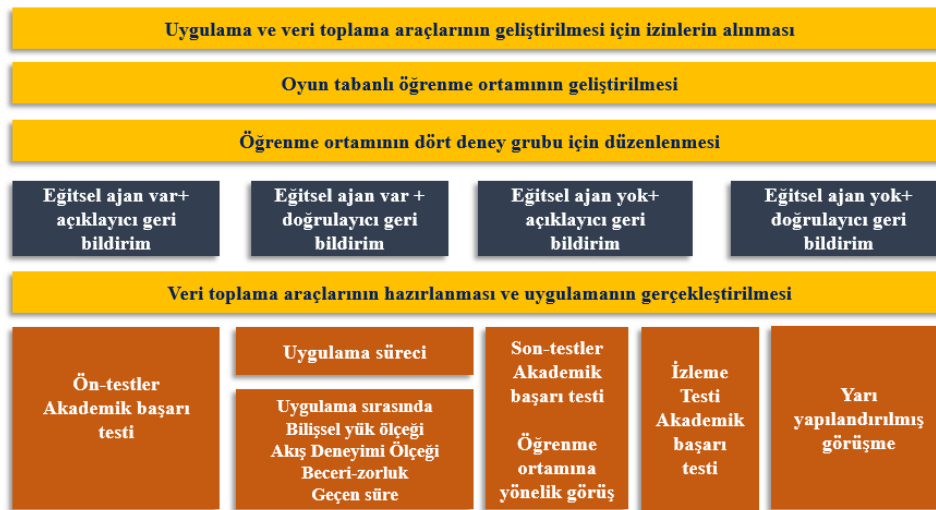 Uygulama ve veri toplama araçlarının geliştirilmesi için izinlerin alınması
Oyun tabanlı öğrenme ortamının geliştirilmesi
Öğrenme ortamının dört deney grubu için düzenlenmesi
Eğitsel ajan var+
açıklayıcı geri
bildirim
Eğitsel ajan var +
doğrulayıcı geri
bildirim
Eğitsel ajan yok+
açıklayıcı geri
bildirim
Eğitsel ajan yok+
doğrulayıcı geri
bildirim
Veri toplama araçlarının hazırlanması ve uygulamanın gerçekleştirilmesi
Ön-testler
Akademik başarı
testi
Uygulama süreci
Uygulama sırasında
Bilişsel yük ölçeği
Akış Deneyimi Ölçeği
Beceri-zorluk
Geçen süre
Son-testler
Akademik
başarı testi
Öğrenme
ortamına
yönelik görüş
İzleme
Testi
Akademik
başarı
testi
Yarı
yapılandırılmış
görüşme